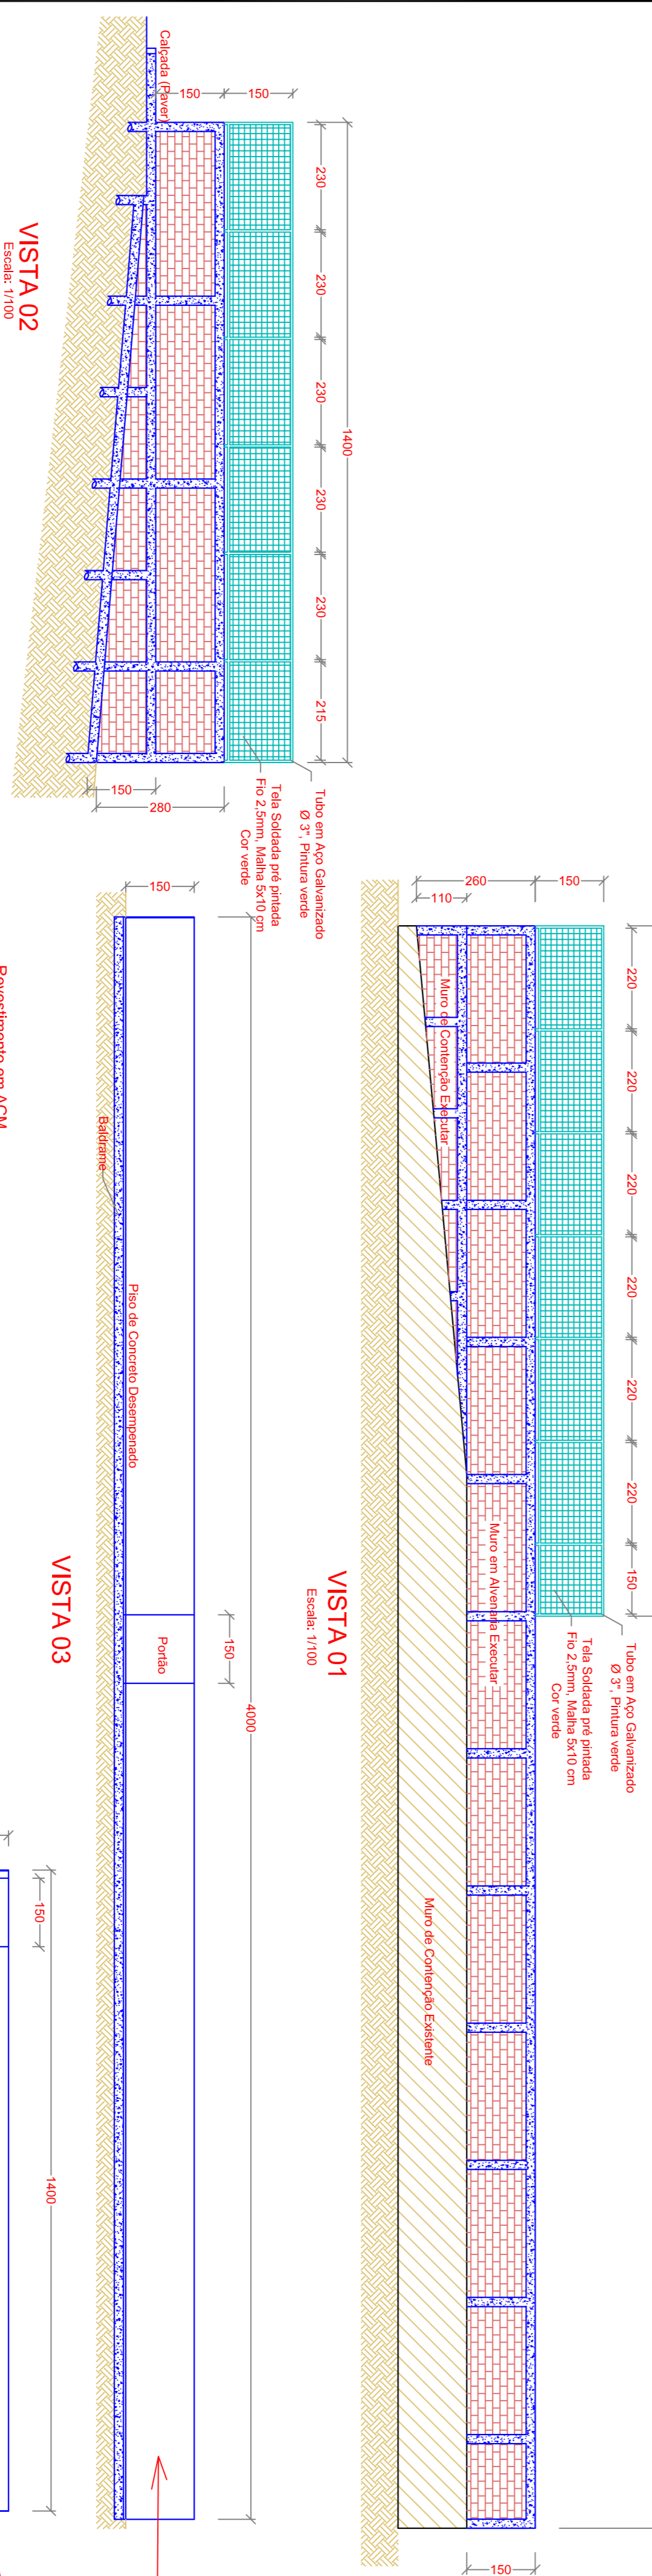 Calçada (Paver)
150
150
230
230
230
230
230
215
1400
150
280
Tubo em Aço Galvanizado
Ø 3", Pintura verde
Tela Soldada pré pintada
Fio 2,5mm, Malha 5x10 cm
Cor verde
VISTA 02
Escala: 1/100
260
150
110
220
220
220
220
220
220
150
Tubo em Aço Galvanizado
Ø 3", Pintura verde
Tela Soldada pré pintada
Fio 2,5mm, Malha 5x10 cm
Cor verde
Muro de Contenção Executar
Muro em Alvenaria Executar
Muro de Contenção Existente
150
VISTA 01
Escala: 1/100
150
Baldrame
Piso de Concreto Desempenado
Portão
150
4000
VISTA 03
150
1400
Revestimento em ACM